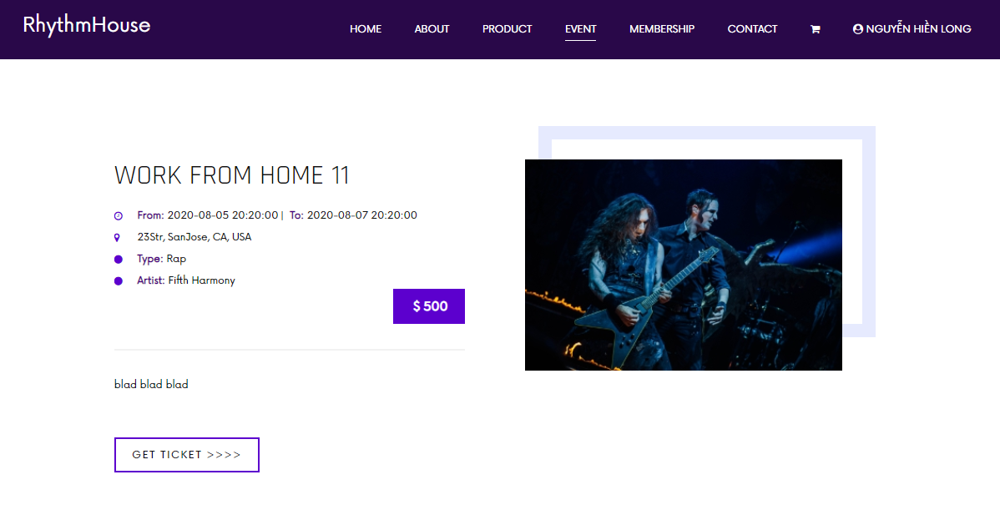 RhythmHouse
HOME ABOUT PRODUCT EVENT MEMBERSHIP CONTACT NGUYỄN HIỀN LONG
WORK FROM HOME 11
From: 2020-08-05 20:20:00 | To: 2020-08-07 20:20:00
23Str, SanJose, CA, USA
Type: Rap
Artist: Fifth Harmony
$ 500
blad blad blad
GET TICKET >>>>